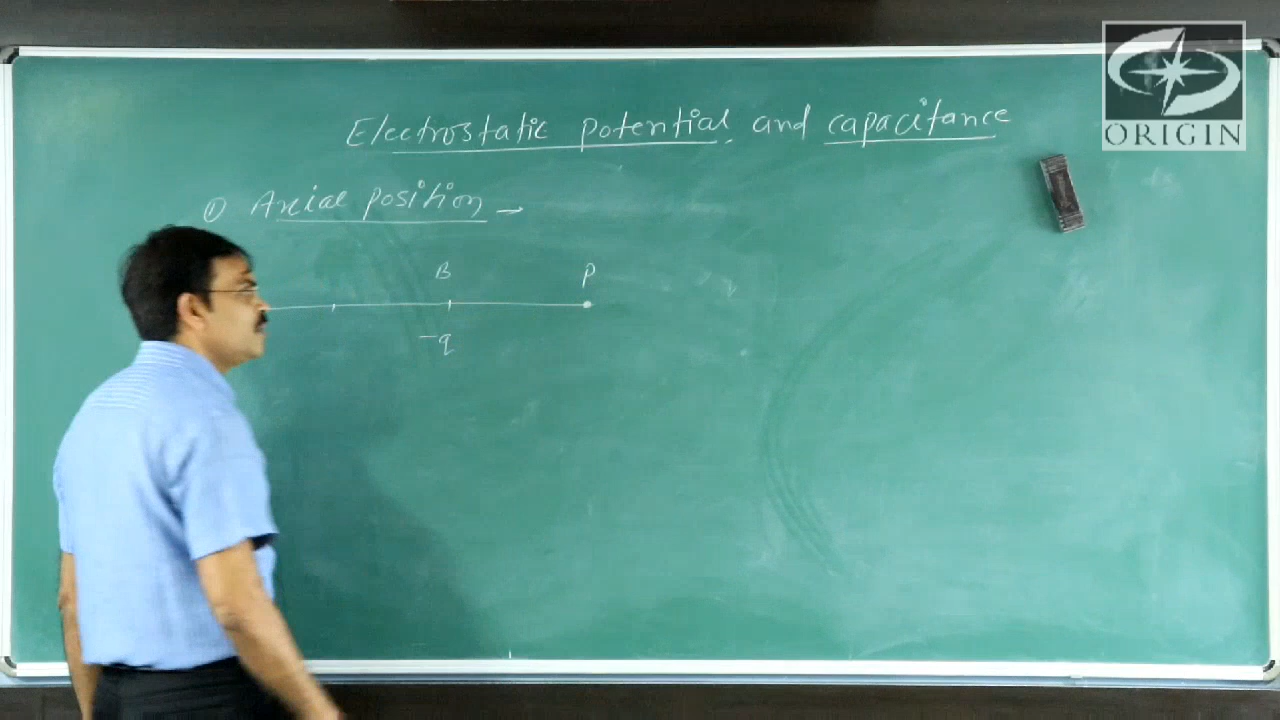 Electrostatic potential and capacitance
① Axial position →
B P
-q
ORIGIN